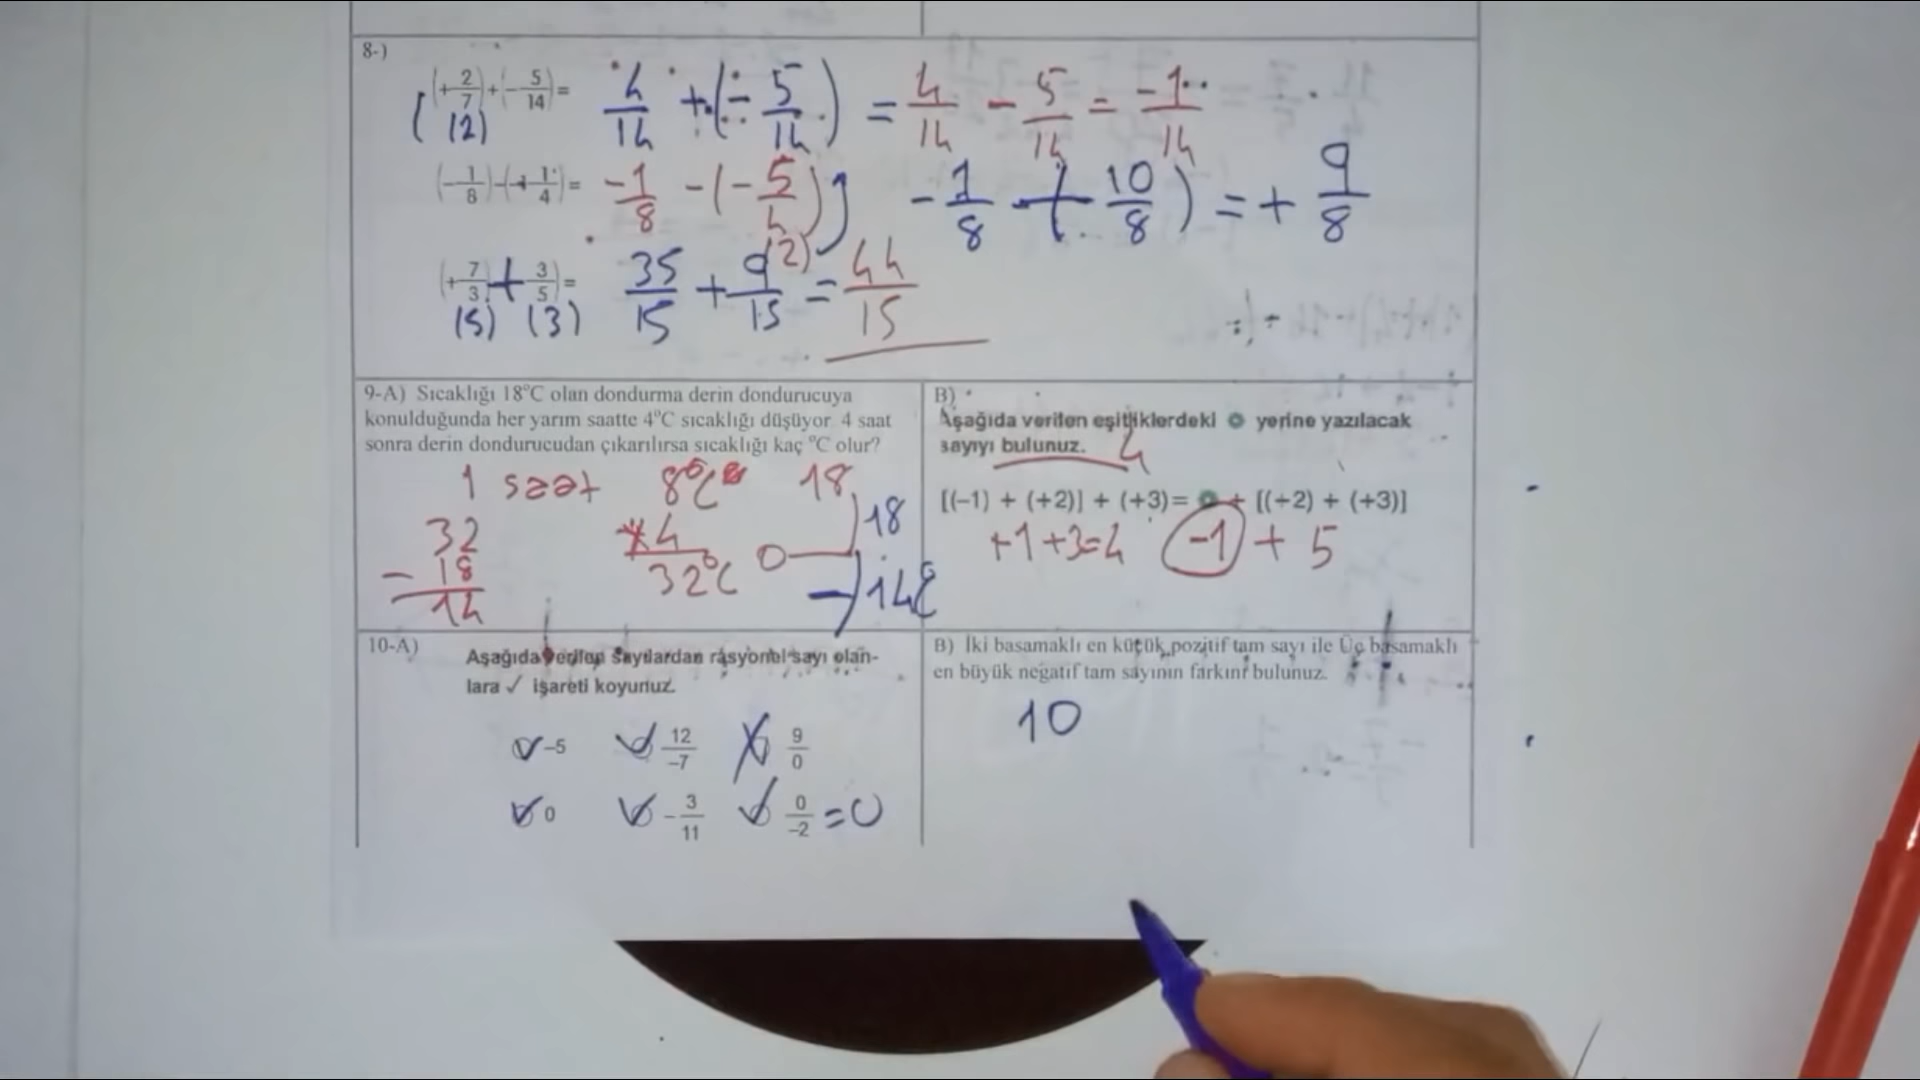 8-)
(+ 2/7) + (- 5/14) = 4/14 + (- 5/14) = 4/14 - 5/14 = -1/14
(2)
(- 1/8) - (-1 1/4) = -1/8 - (- 5/4) - 1/8 - (- 10/8) = + 9/8
(2)
(+ 7/3) + 3/5) = 35/15 + 9/15 = 44/15
(5) (3)
9-A) Sıcaklığı 18°C olan dondurma derin dondurucuya
konulduğunda her yarım saatte 4°C sıcaklığı düşüyor. 4 saat
sonra derin dondurucudan çıkarılırsa sıcaklığı kaç °C olur?
1 saat 8°C 18
32 x4 18
- 18 32°C 0
14 -14°C
B)
Aşağıda verilen eşitliklerdeki yerine yazılacak
sayıyı bulunuz.
4
[(−1) + (+2)] + (+3)= + [(+2) + (+3)]
+1+3=4 -1 + 5
10-A)
Aşağıda verilen sayılardan rasyonel sayı olan-
lara ✓ işareti koyunuz.
✓ -5 ✓ 12/-7 X 9/0
✓ 0 ✓ - 3/11 ✓ 0/-2 = 0
B) İki basamaklı en küçük pozitif tam sayı ile Üç basamaklı
en büyük negatif tam sayının farkını bulunuz.
10